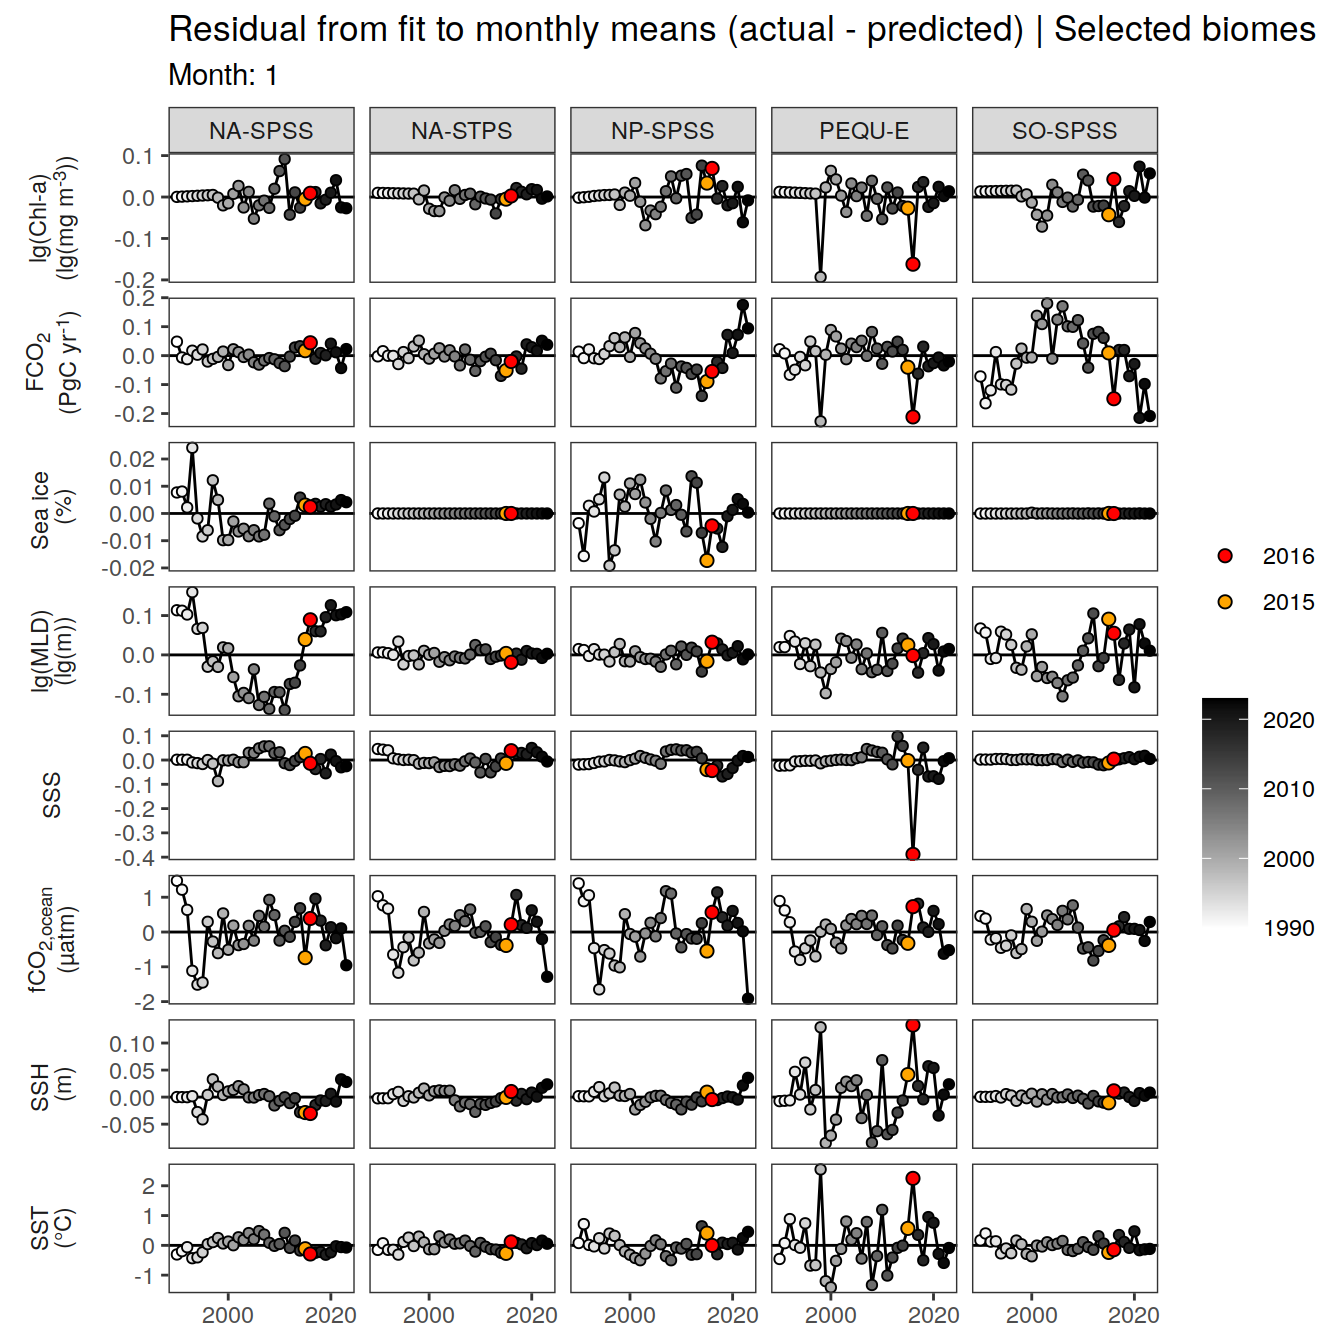 Residual from fit to monthly means (actual - predicted) | Selected biomes
Month: 1
NA-SPSS
NA-STPS
NP-SPSS
PEQU-E
SO-SPSS
lg(Chl-a)
(lg(mg m⁻³))
0.1
0.0
-0.1
-0.2
FCO₂
(PgC yr⁻¹)
0.2
0.1
0.0
-0.1
-0.2
Sea ice
(%)
0.02
0.01
0.00
-0.01
-0.02
lg(MLD)
(lg(m))
0.1
0.0
-0.1
SSS
0.1
0.0
-0.1
-0.2
-0.3
-0.4
fCO₂,ocean
(µatm)
1
0
-1
-2
SSH
(m)
0.10
0.05
0.00
-0.05
SST
(°C)
2
1
0
-1
2000
2020
2000
2020
2000
2020
2000
2020
2000
2020
2016
2015
2020
2010
2000
1990